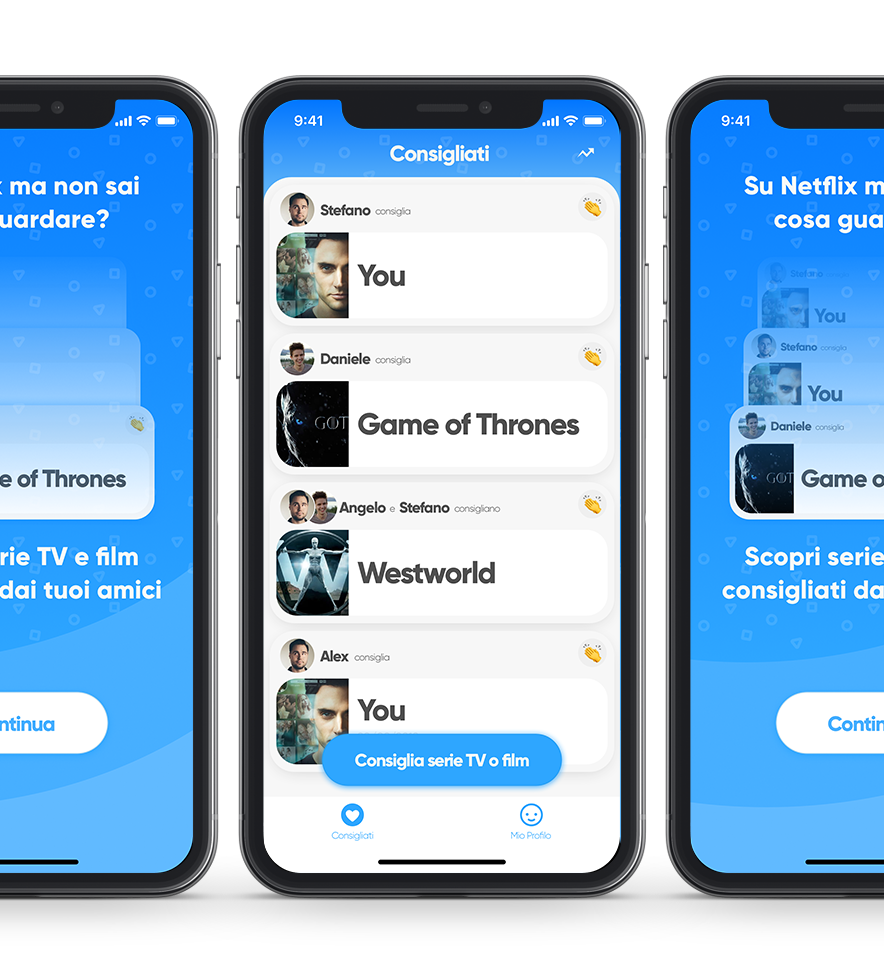 x ma non sai
uardare?
e of Thrones
rie TV e film
dai tuoi amici
ntinua
9:41
Consigliati
Stefano consiglia
You
Daniele consiglia
GOT
Game of Thrones
Angelo e Stefano consigliano
W
Westworld
Alex consiglia
You
Consiglia serie TV o film
Consigliati
Mio Profilo
9:41
Su Netflix m
cosa gua
Stefano
You
Stefano consiglia
You
Daniele consiglia
GOT
Game o
Scopri serie
consigliati da
Contin